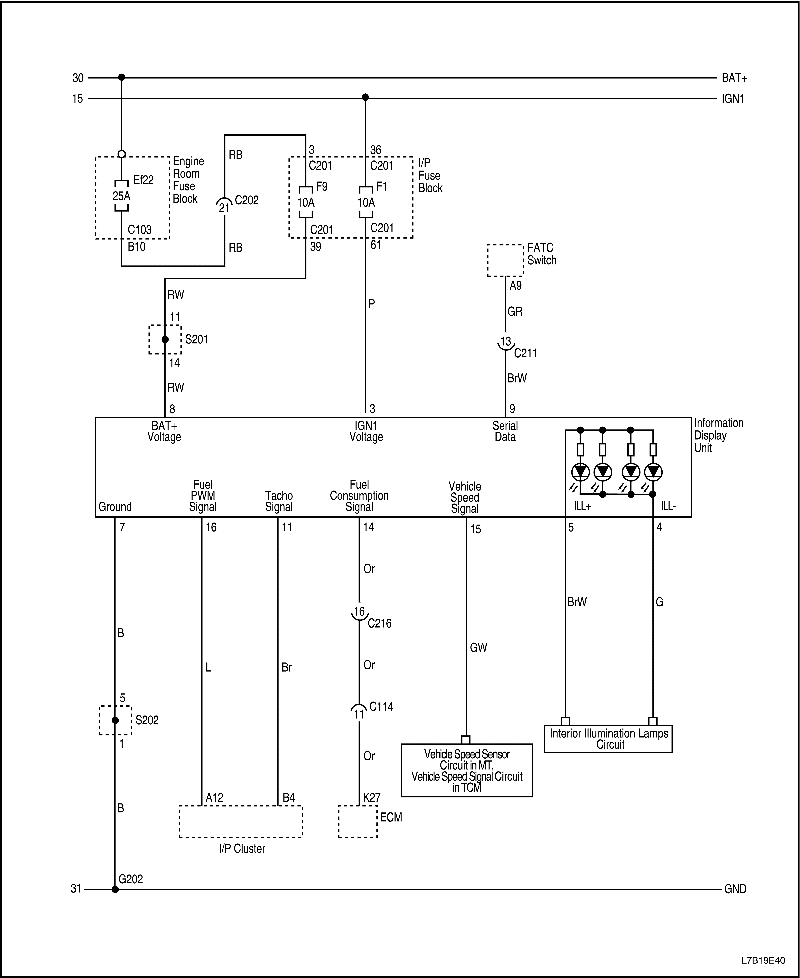 30 BAT+
15 IGN1
Engine
Room
Fuse
Block
Ef22
25A
C103
B10
RB
21 C202
RB
3
C201
F9
10A
C201
39
36
C201
F1
10A
C201
61
I/P
Fuse
Block
FATC
Switch
A9
GR
13
C211
BrW
RW
11
S201
14
RW
P
8
BAT+
Voltage
3
IGN1
Voltage
9
Serial
Data
Information
Display
Unit
ILL+
ILL-
Ground
Fuel
PWM
Signal
Tacho
Signal
Fuel
Consumption
Signal
Vehicle
Speed
Signal
7
16
11
14
15
5
4
B
5
S202
1
B
L
Br
Or
16
C216
Or
11
C114
Or
GW
BrW
G
Interior Illumination Lamps
Circuit
Vehicle Speed Sensor
Circuit in MT.
Vehicle Speed Signal Circuit
in TCM
A12
B4
I/P Cluster
K27
ECM
G202
31 GND
L7B19E40